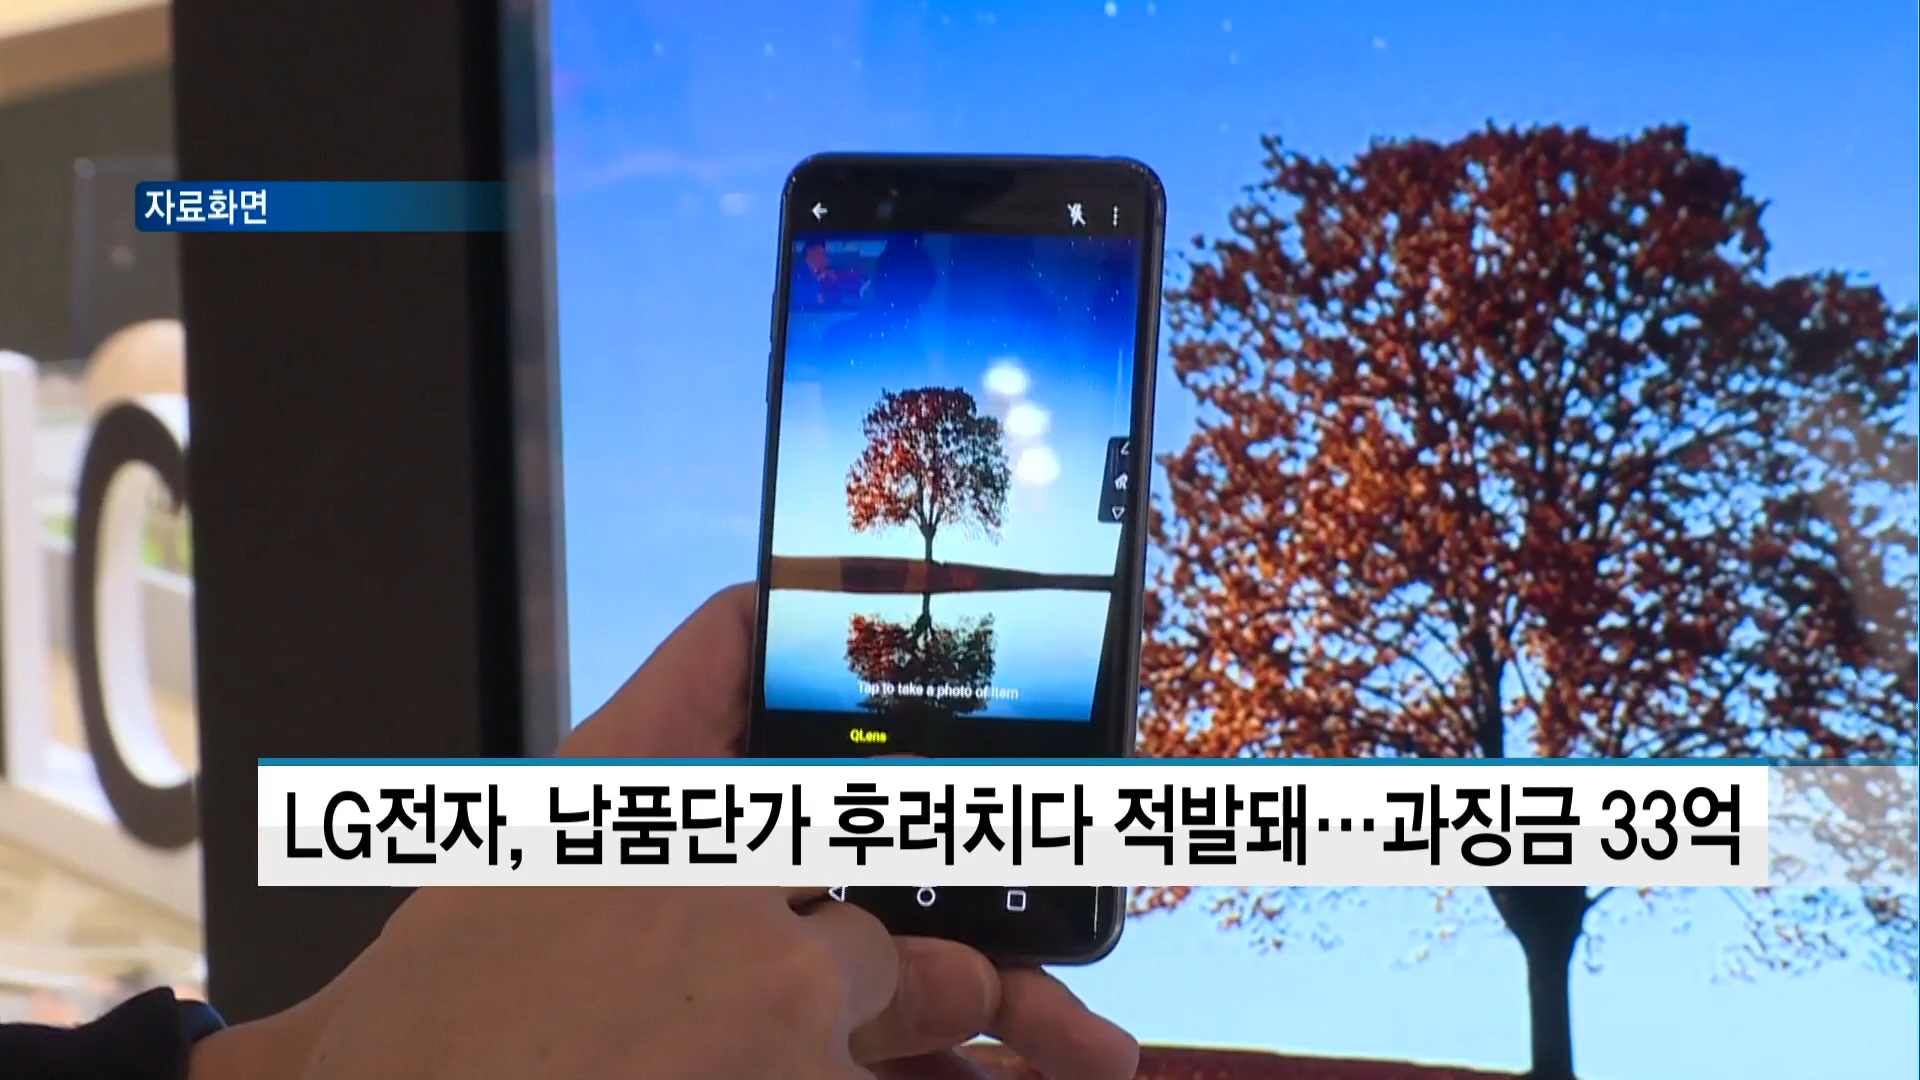 자료화면
Tap to take a photo of item
QLens
LG전자, 납품단가 후려치다 적발돼…과징금 33억